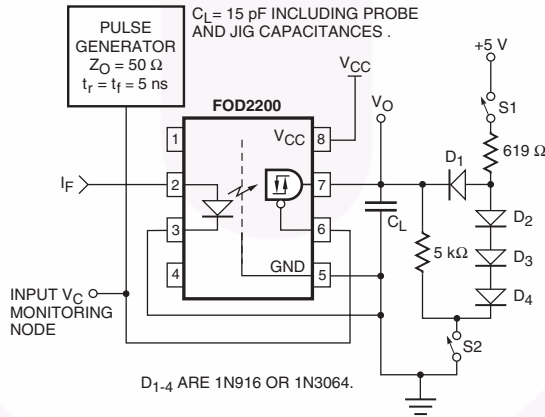 PULSE
GENERATOR
Z_O = 50 Ω
t_r = t_f = 5 ns
C_L = 15 pF INCLUDING PROBE
AND JIG CAPACITANCES .
+5 V
V_CC
V_O
S1
FOD2200
619 Ω
1
V_CC
8
D_1
I_F
2
7
C_L
D_2
3
6
5 kΩ
D_3
4
GND
5
D_4
INPUT V_C
MONITORING
NODE
S2
D_1-4 ARE 1N916 OR 1N3064.